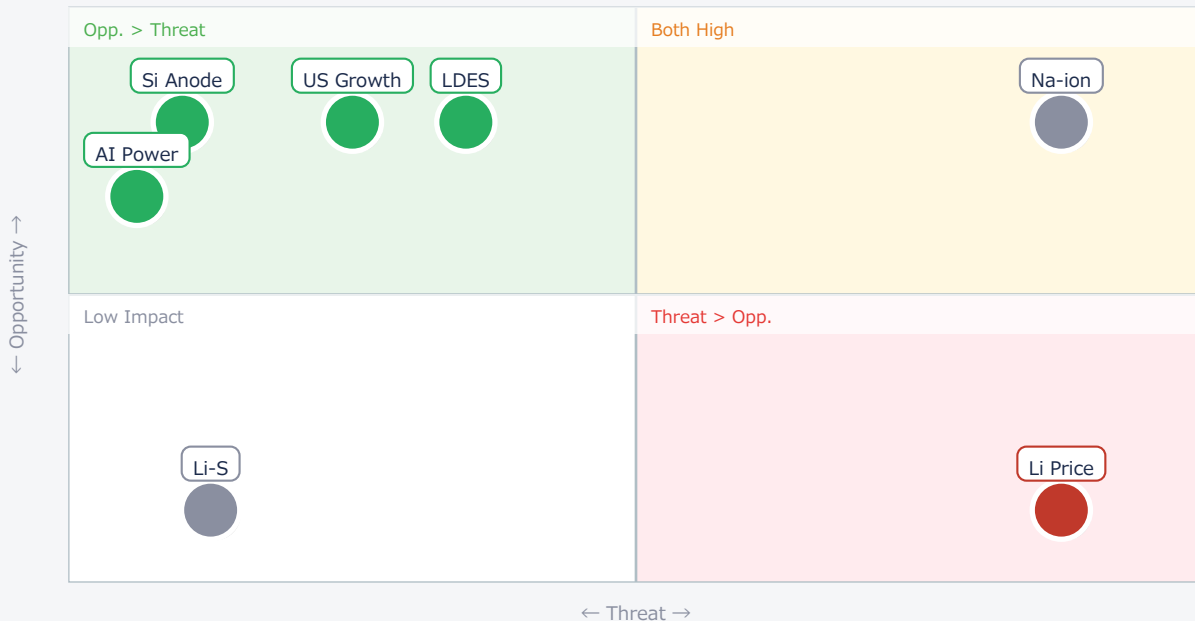 Opp. > Threat
Both High
Si Anode
US Growth
LDES
Na-ion
AI Power
← Opportunity →
Low Impact
Threat > Opp.
Li-S
Li Price
← Threat →